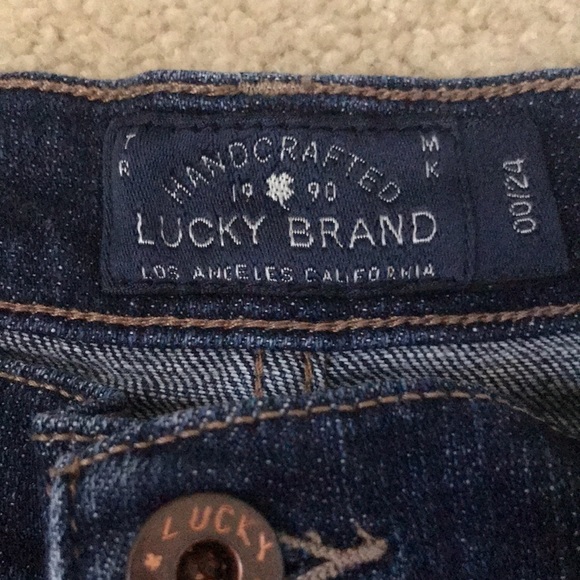 TR MK
HANDCRAFTED
19 90
LUCKY BRAND
LOS ANGELES CALIFORNIA
00/24
LUCKY